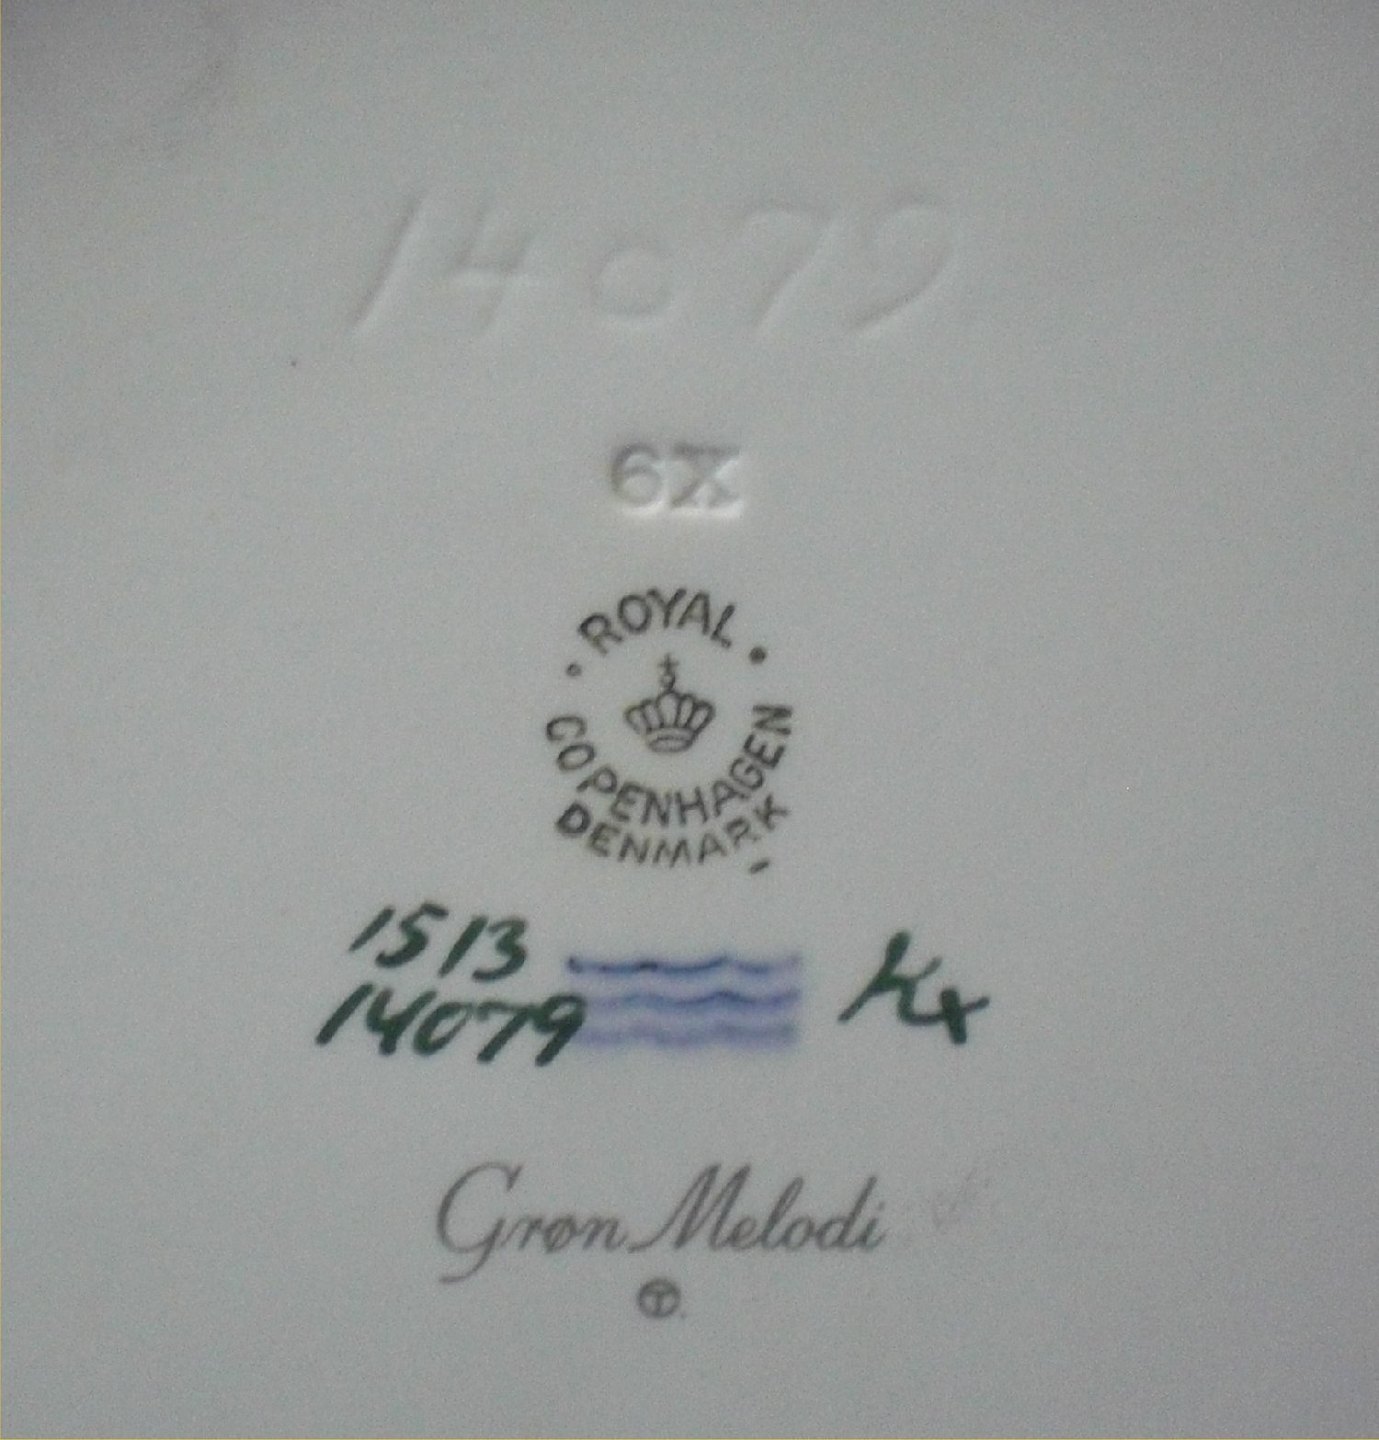 14079
6X
ROYAL
COPENHAGEN
DENMARK
1513
14079
Kx
Grøn Melodi
T